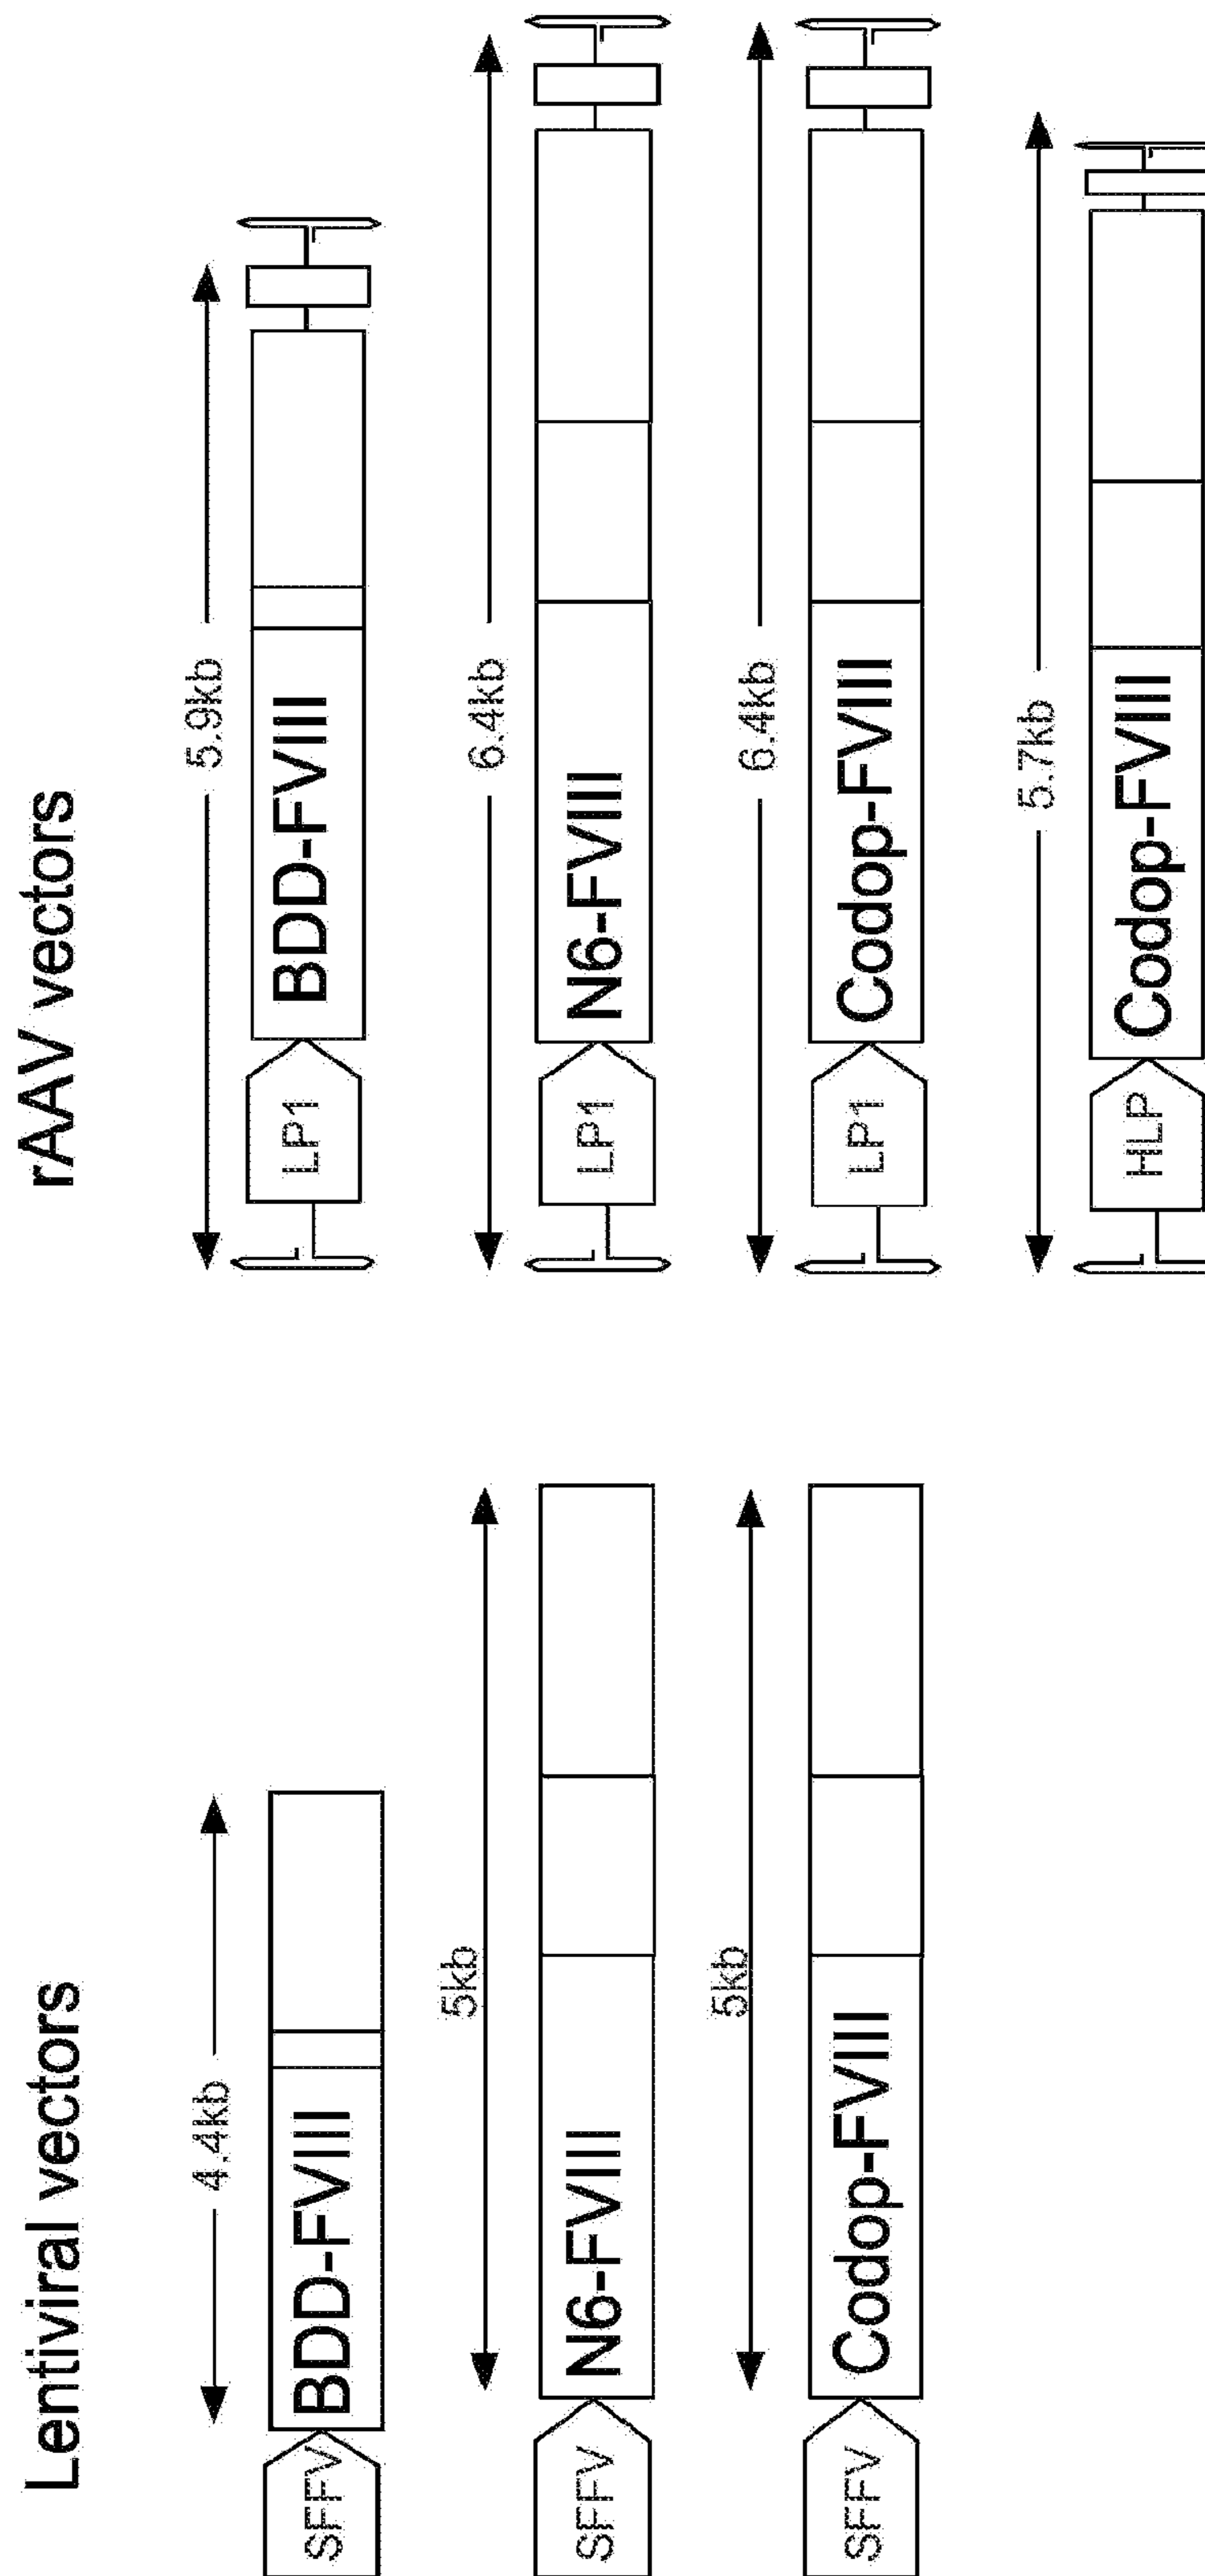 Lentiviral vectors
4.4kb
SFFV
BDD-FVIII
5kb
SFFV
N6-FVIII
5kb
SFFV
Codop-FVIII
rAAV vectors
5.9kb
LP1
BDD-FVIII
6.4kb
LP1
N6-FVIII
6.4kb
LP1
Codop-FVIII
5.7kb
HLP
Codop-FVIII